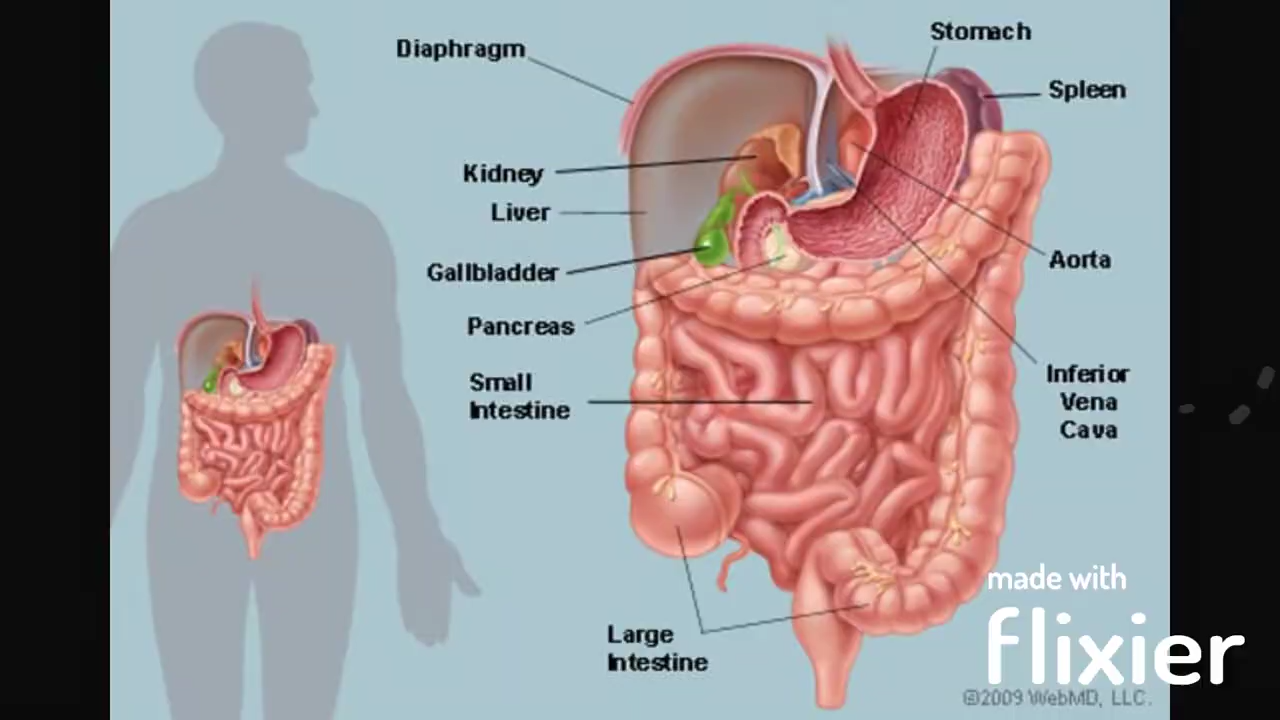 Diaphragm
Stomach
Spleen
Kidney
Liver
Gallbladder
Aorta
Pancreas
Small
Intestine
Inferior
Vena
Cava
Large
Intestine
made with
flixier
©2009 WebMD, LLC.